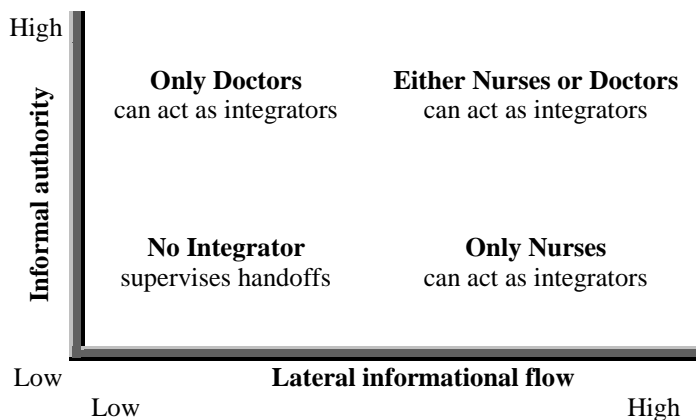 High
Only Doctors
can act as integrators
Either Nurses or Doctors
can act as integrators
Informal authority
No Integrator
supervises handoffs
Only Nurses
can act as integrators
Low
Lateral informational flow
Low
High